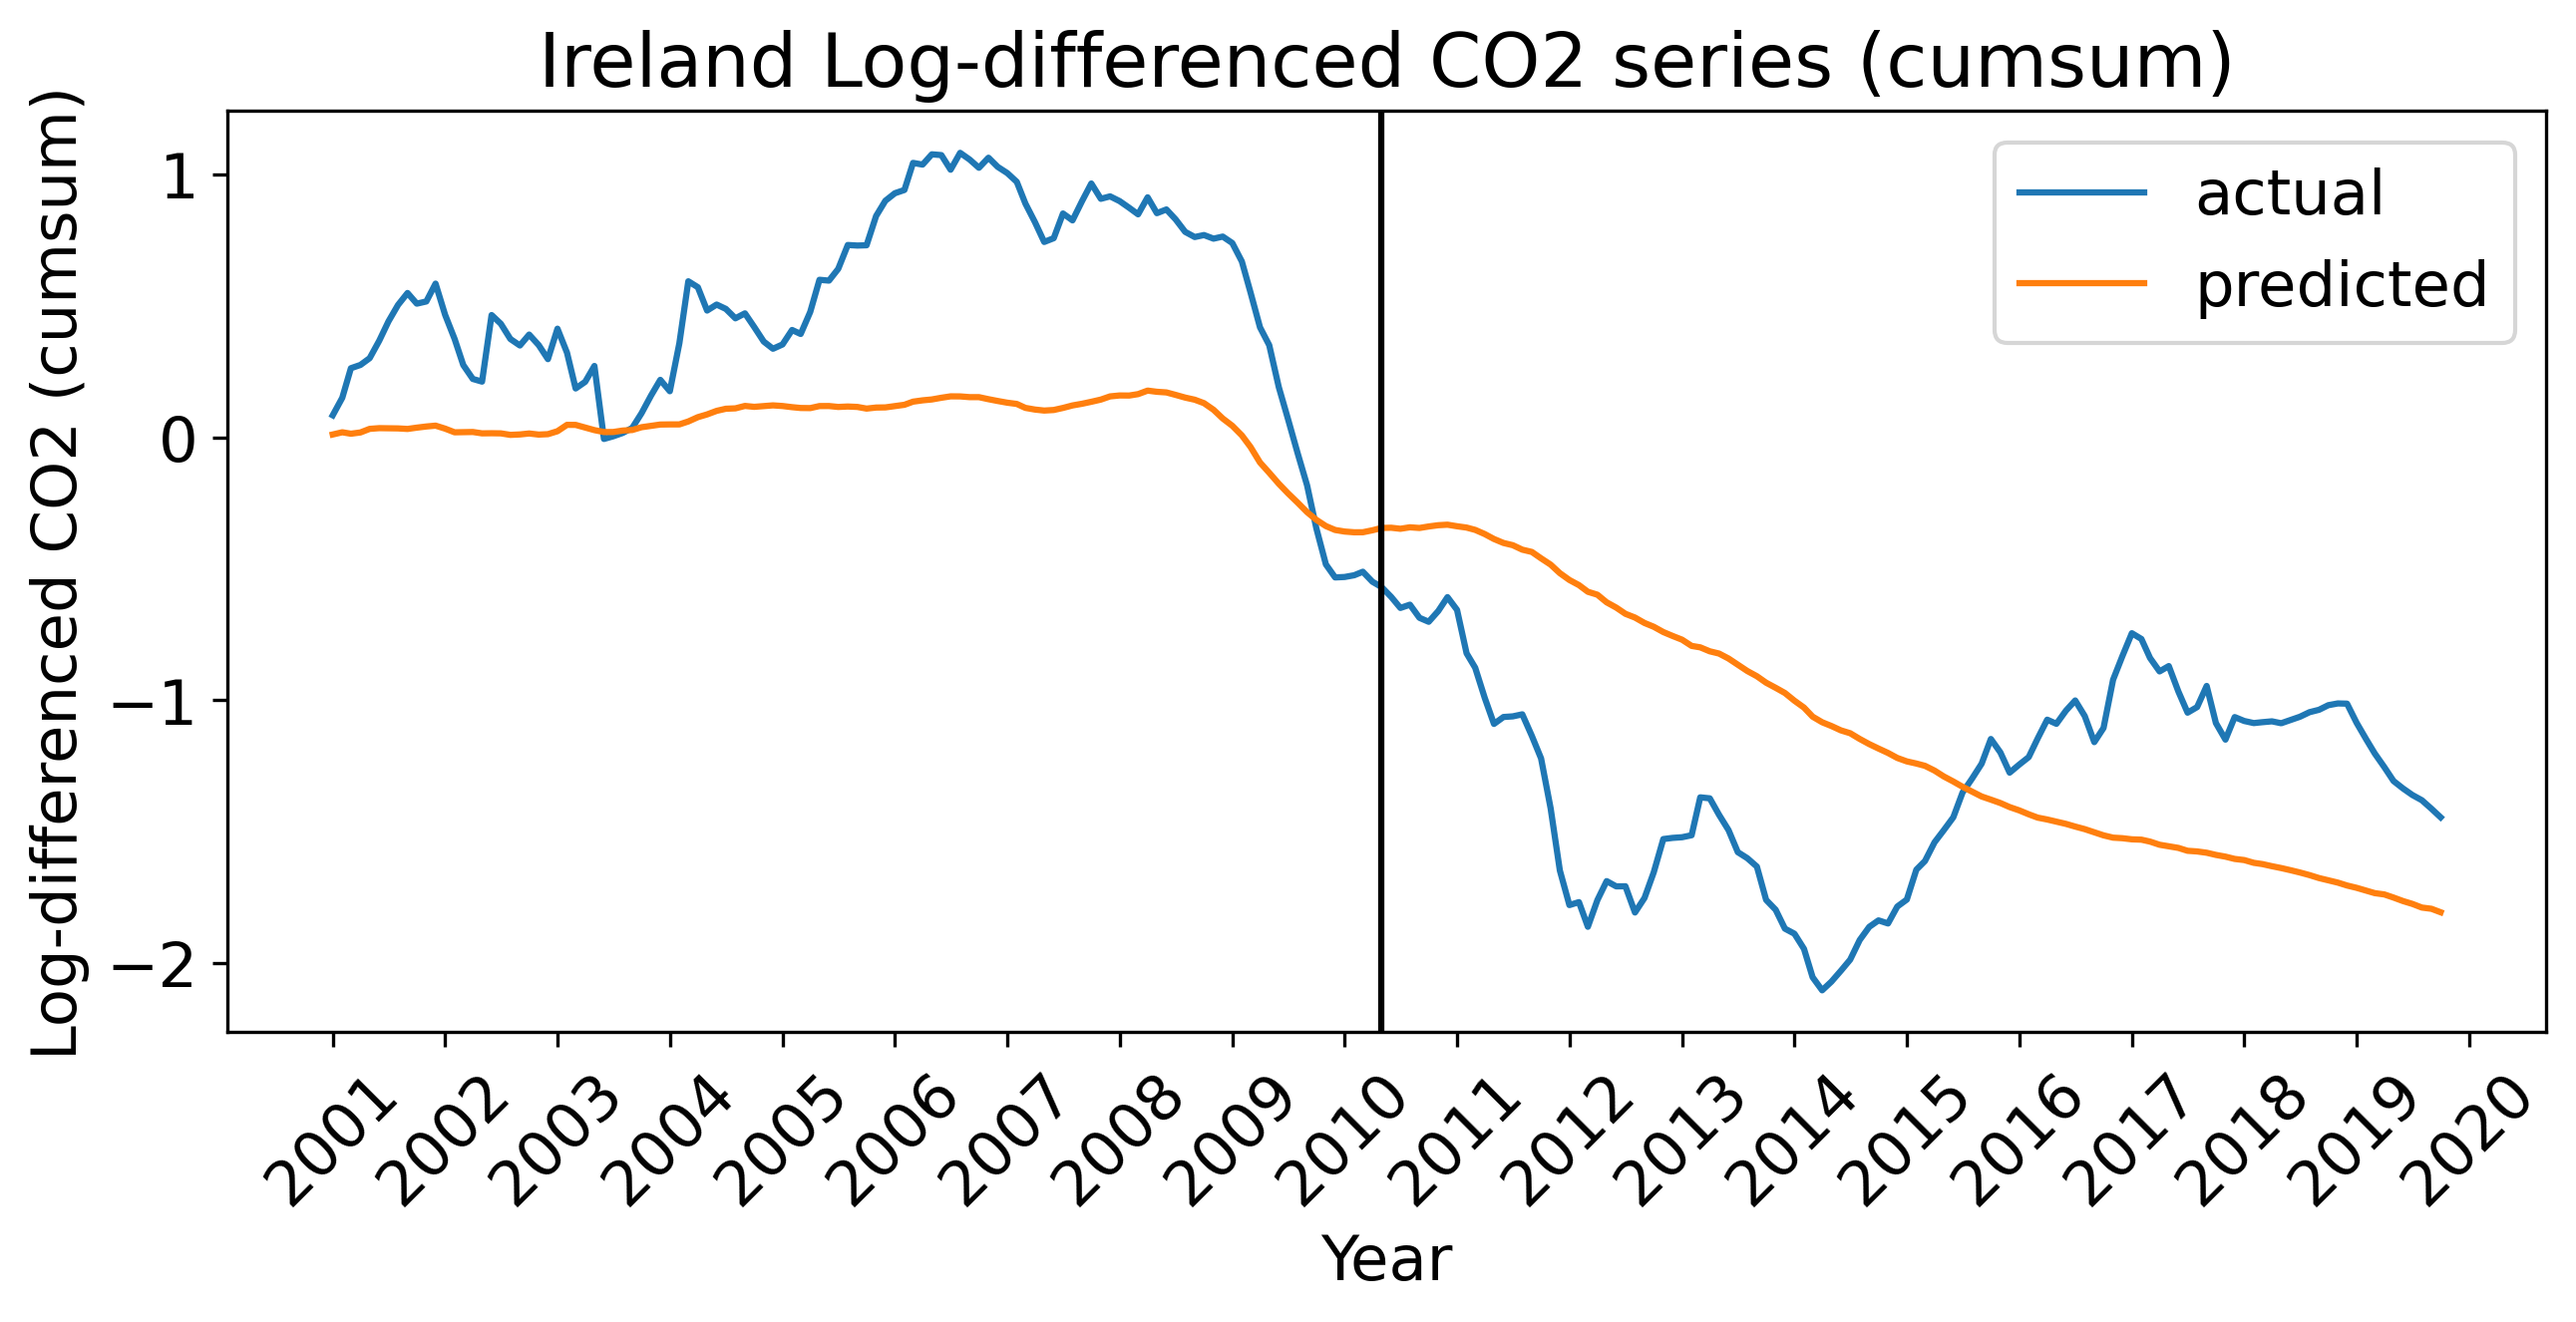 Ireland Log-differenced CO2 series (cumsum)
Log-differenced CO2 (cumsum)
1
0
−1
−2
actual
predicted
2001 2002 2003 2004 2005 2006 2007 2008 2009 2010 2011 2012 2013 2014 2015 2016 2017 2018 2019 2020
Year